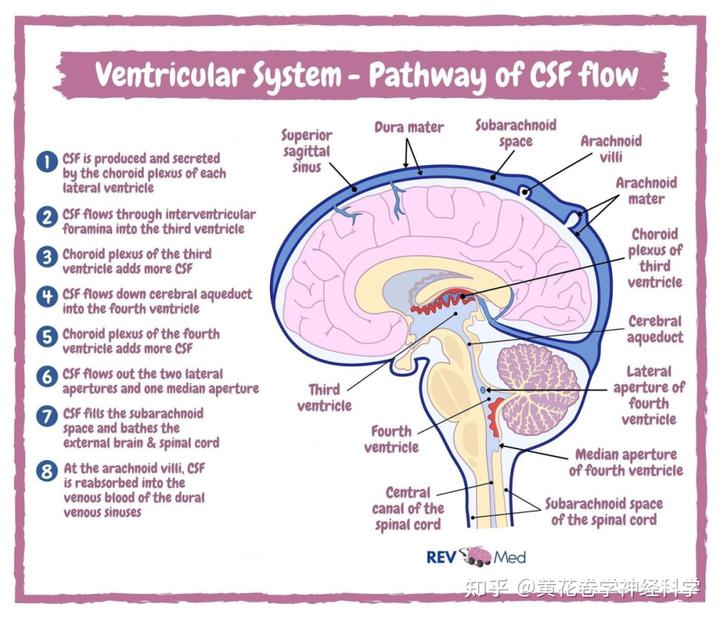 Ventricular System - Pathway of CSF flow
1 CSF is produced and secreted
by the choroid plexus of each
lateral ventricle
2 CSF flows through interventricular
foramina into the third ventricle
3 Choroid plexus of the third
ventricle adds more CSF
4 CSF flows down cerebral aqueduct
into the fourth ventricle
5 Choroid plexus of the fourth
ventricle adds more CSF
6 CSF flows out the two lateral
apertures and one median aperture
7 CSF fills the subarachnoid
space and bathes the
external brain & spinal cord
8 At the arachnoid villi, CSF
is reabsorbed into the
venous blood of the dural
venous sinuses
Superior
sagittal
sinus
Dura mater
Subarachnoid
space
Arachnoid
villi
Arachnoid
mater
Choroid
plexus of
third
ventricle
Cerebral
aqueduct
Lateral
aperture of
fourth
ventricle
Median aperture
of fourth ventricle
Subarachnoid space
of the spinal cord
Third
ventricle
Fourth
ventricle
Central
canal of the
spinal cord
REV Med
知乎 @黄花卷学神经科学